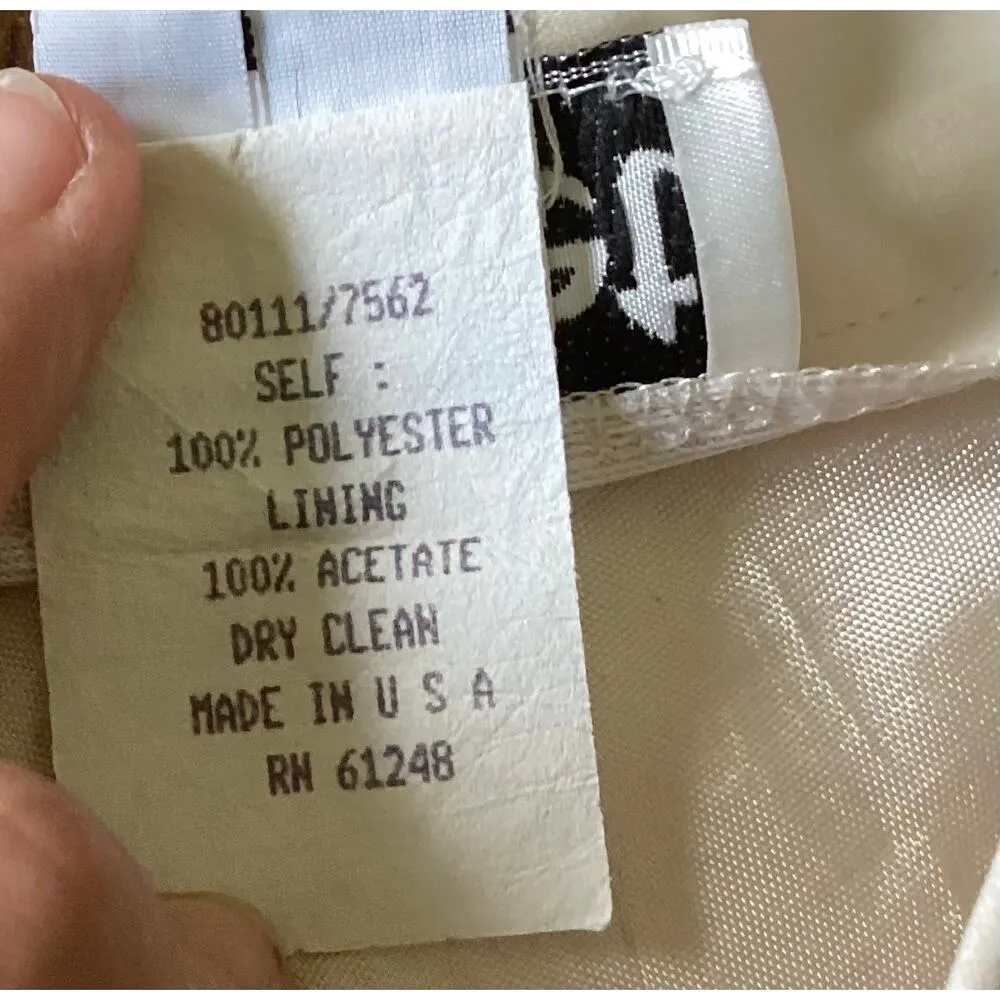 80111/7562
SELF :
100% POLYESTER
LINING
100% ACETATE
DRY CLEAN
MADE IN U S A
RN 61248